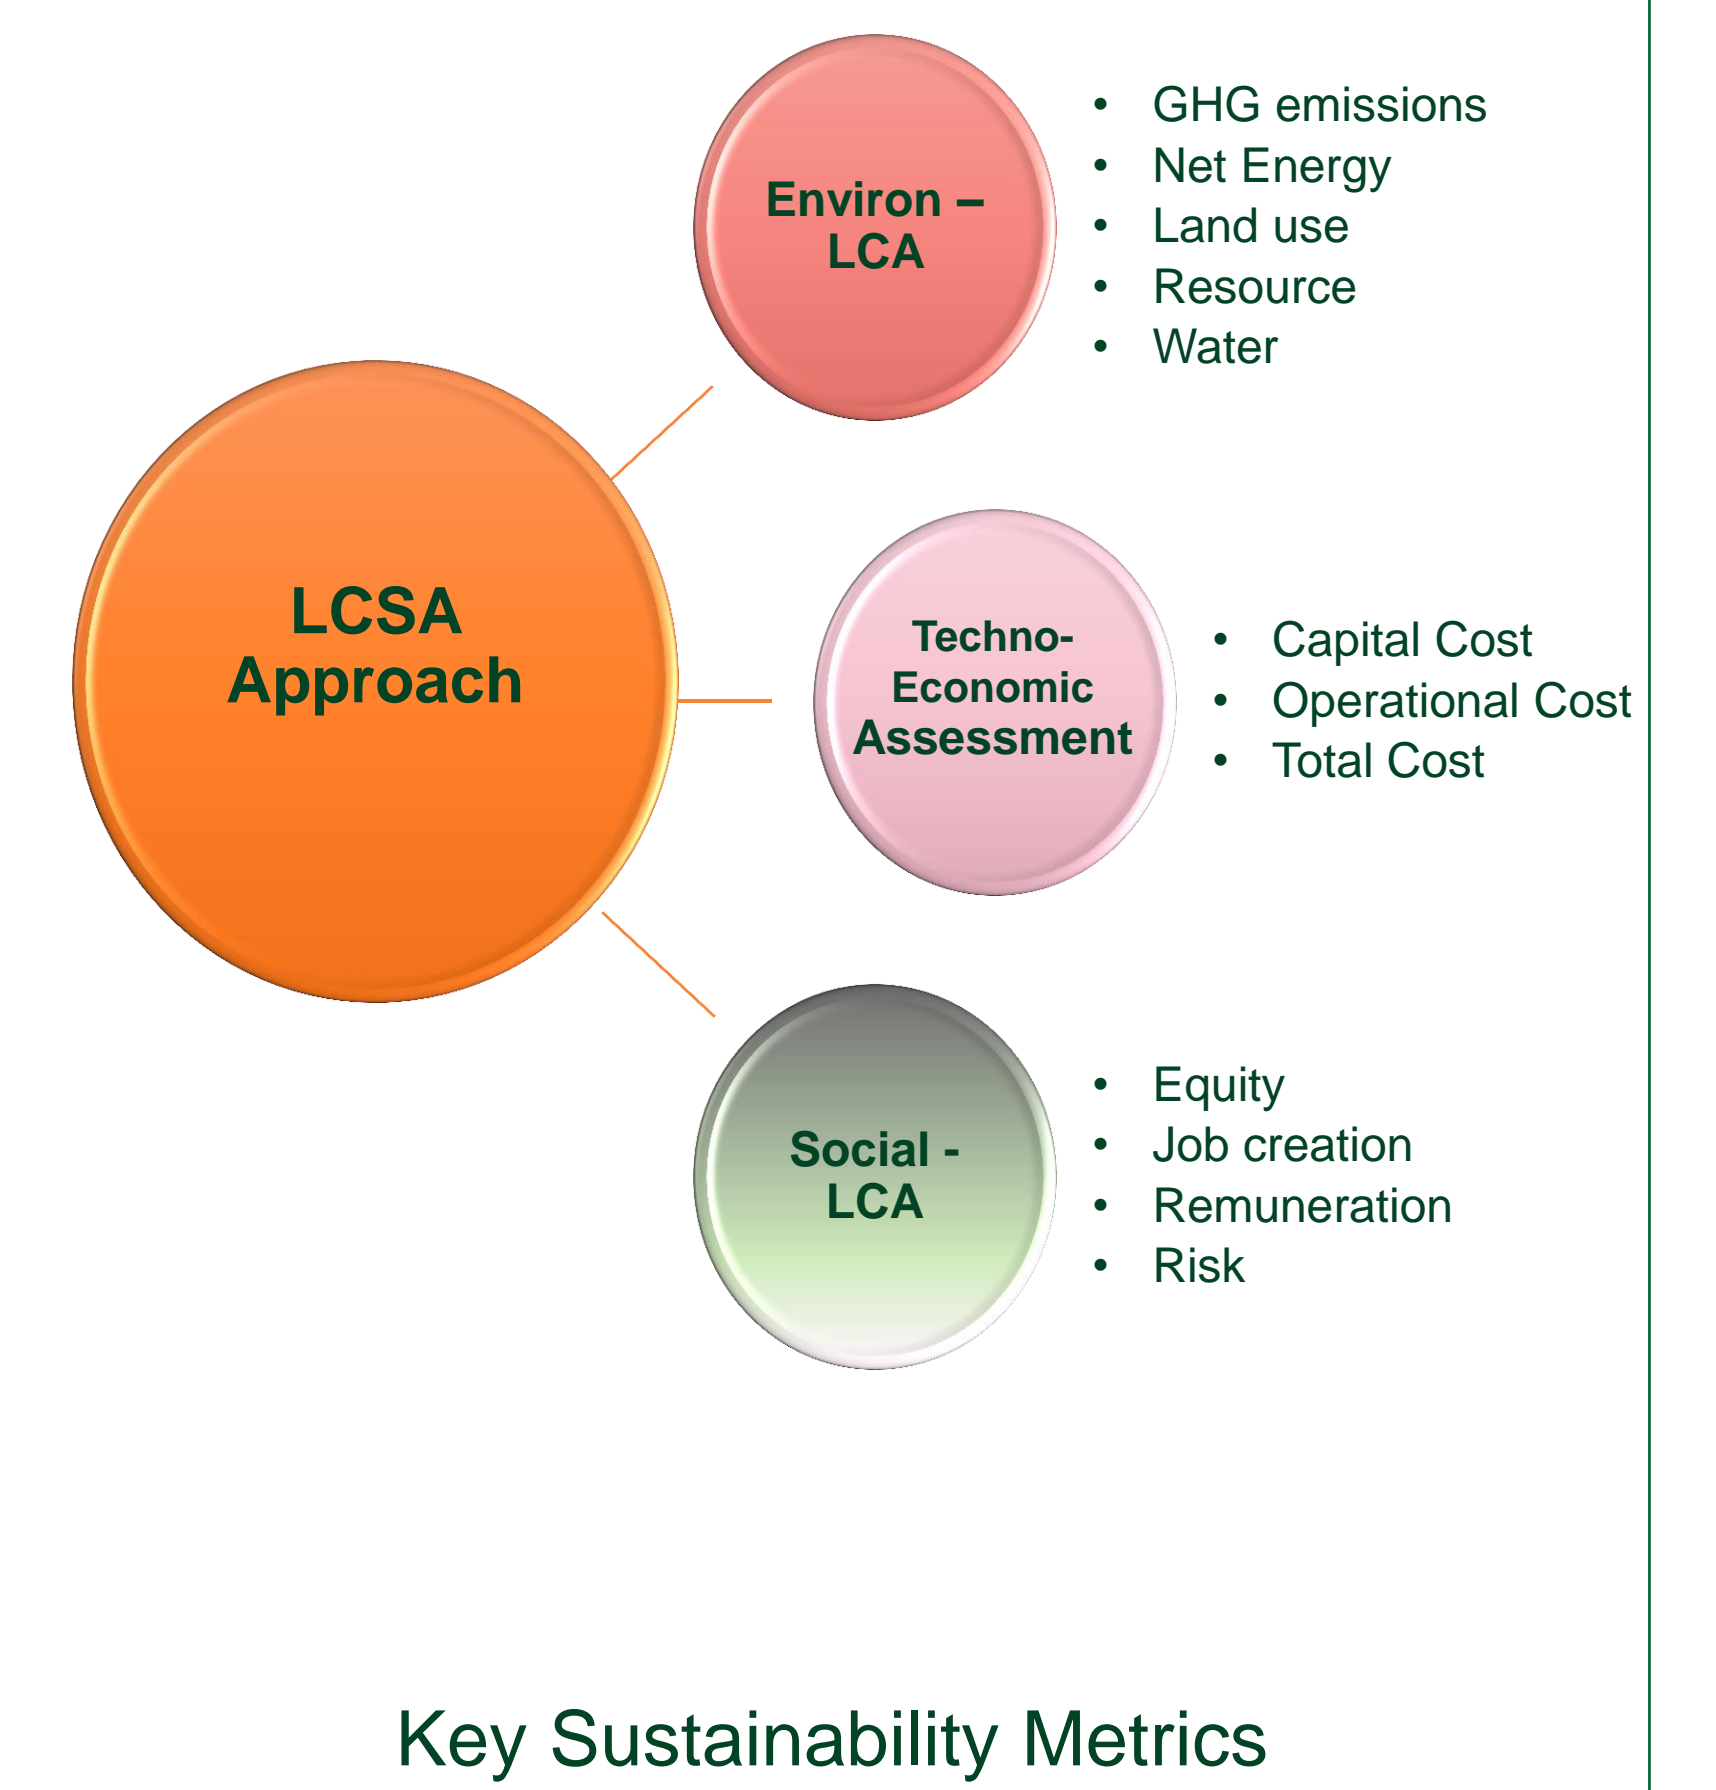 Environ –
LCA
• GHG emissions
• Net Energy
• Land use
• Resource
• Water
LCSA
Approach
Techno-
Economic
Assessment
• Capital Cost
• Operational Cost
• Total Cost
Social -
LCA
• Equity
• Job creation
• Remuneration
• Risk
Key Sustainability Metrics